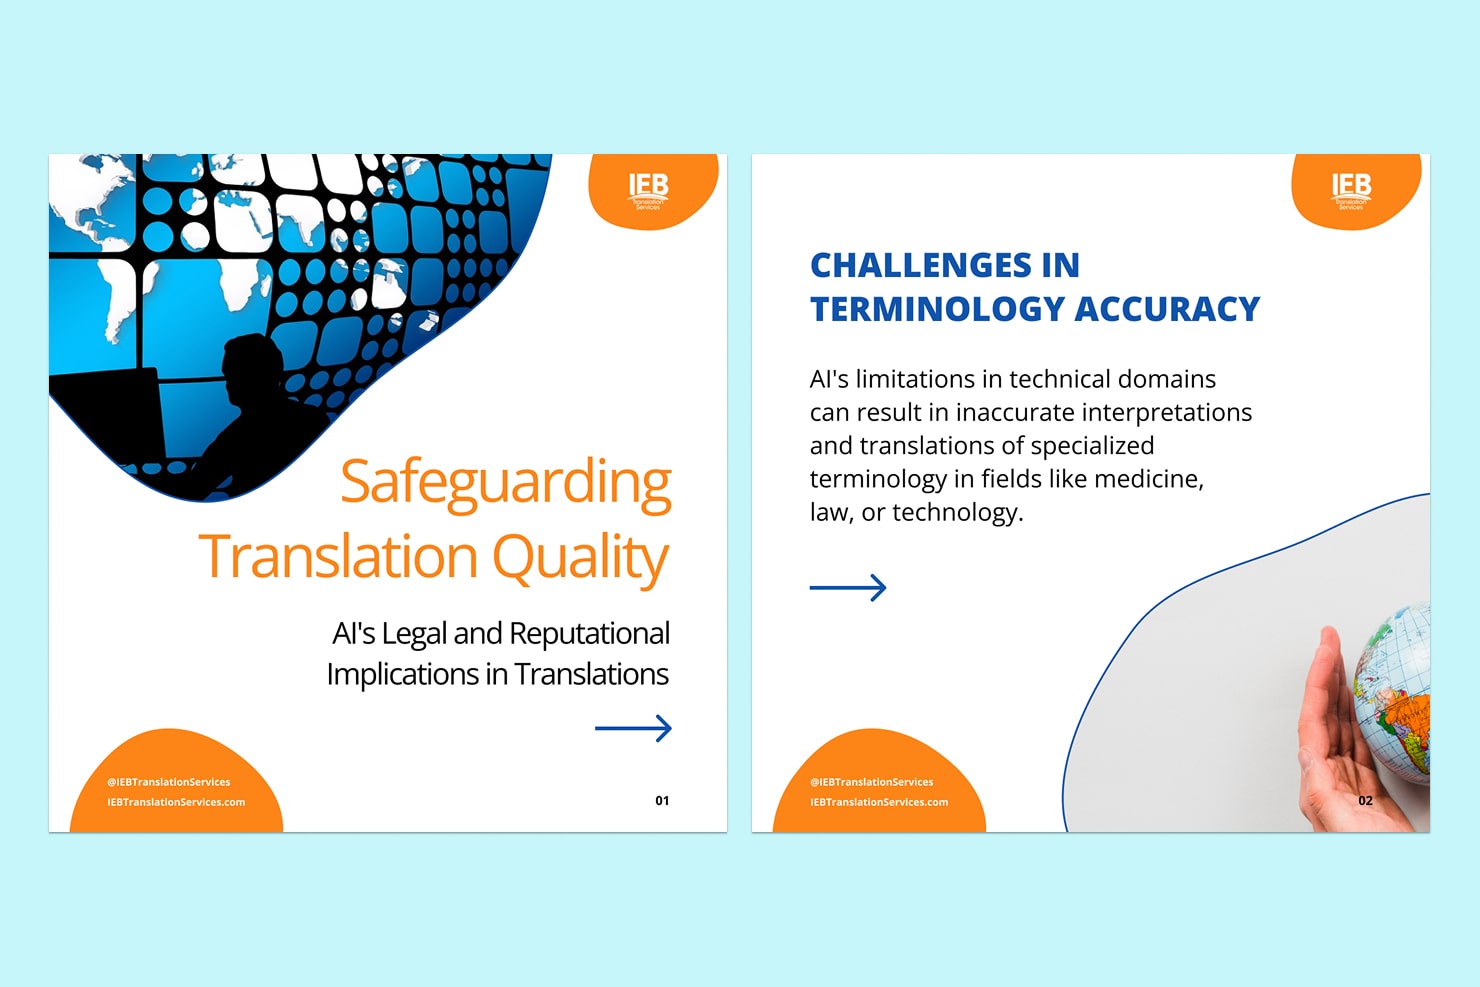 IEB
Translation
Services
Safeguarding
Translation Quality
AI's Legal and Reputational
Implications in Translations
@IEBTranslationServices
IEBTranslationServices.com
01
IEB
Translation
Services
CHALLENGES IN
TERMINOLOGY ACCURACY
AI's limitations in technical domains
can result in inaccurate interpretations
and translations of specialized
terminology in fields like medicine,
law, or technology.
@IEBTranslationServices
IEBTranslationServices.com
02